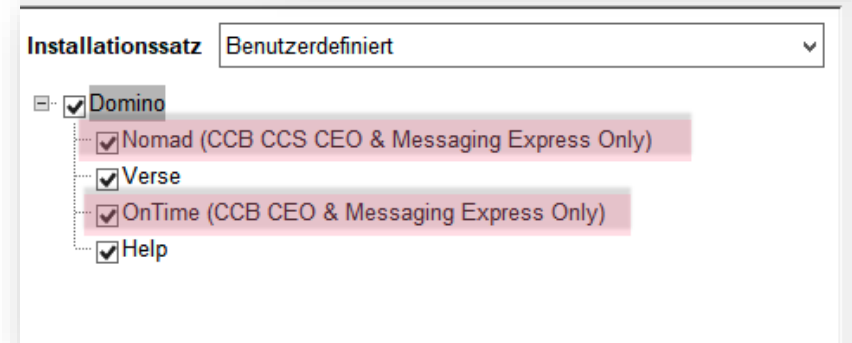 Installationssatz Benutzerdefiniert
Domino
Nomad (CCB CCS CEO & Messaging Express Only)
Verse
OnTime (CCB CEO & Messaging Express Only)
Help